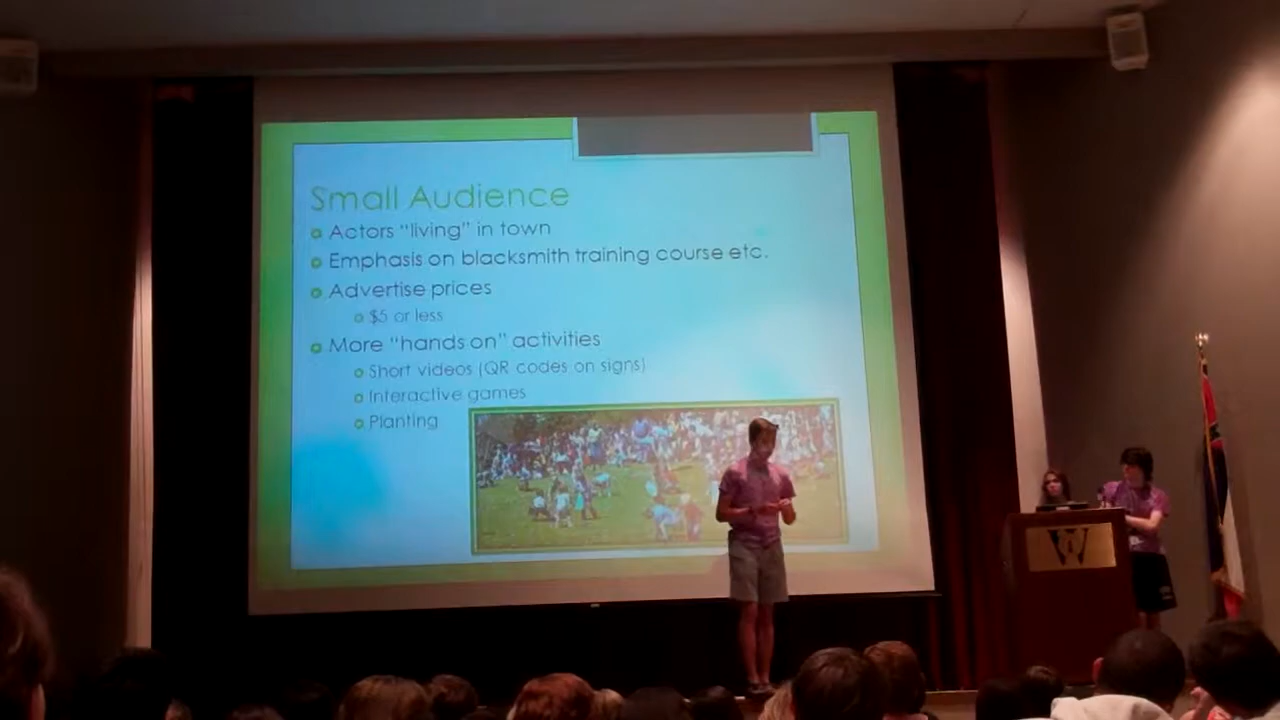 Small Audience
Actors “living” in town
Emphasis on blacksmith training course etc.
Advertise prices
$5 or less
More “hands on” activities
Short videos (QR codes on signs)
Interactive games
Planting
W